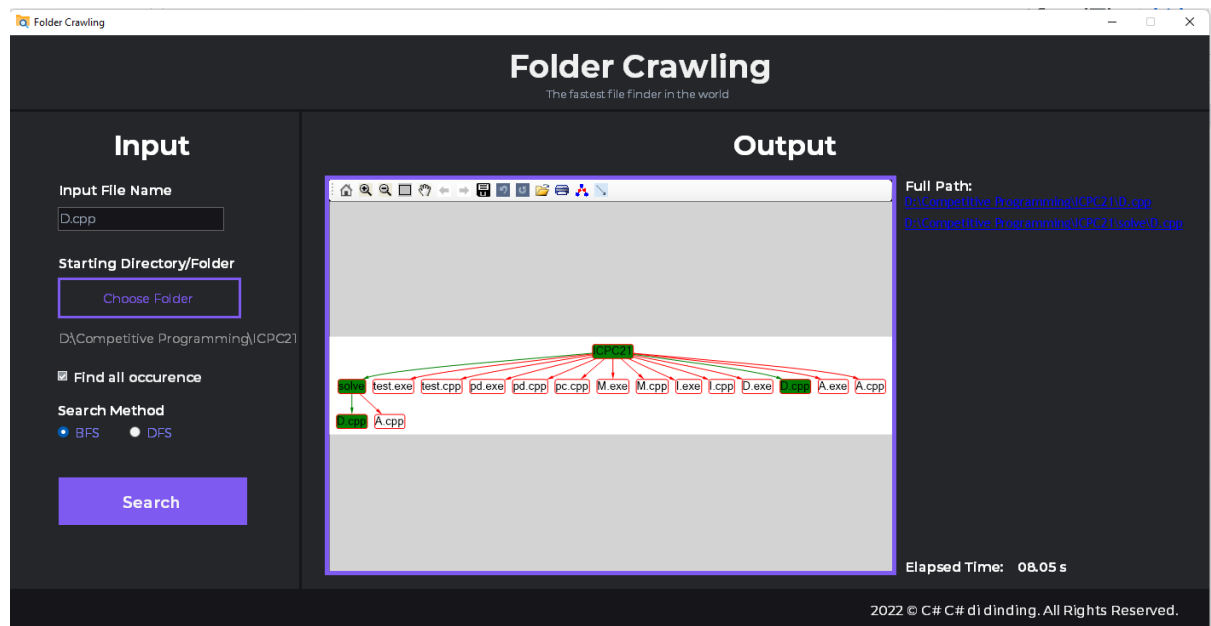 Folder Crawling
Folder Crawling
The fastest file finder in the world
Input
Input File Name
D.cpp
Starting Directory/Folder
Choose Folder
D:\Competitive Programming\ICPC21
Find all occurence
Search Method
BFS DFS
Search
Output
ICPC21
solve test.exe test.cpp pd.exe pd.cpp pc.cpp M.exe M.cpp I.exe I.cpp D.exe D.cpp A.exe A.cpp
D.cpp A.cpp
Full Path:
D:\Competitive Programming\ICPC21\D.cpp
D:\Competitive Programming\ICPC21\solve\D.cpp
Elapsed Time: 08.05 s
2022 © C# C# di dinding. All Rights Reserved.